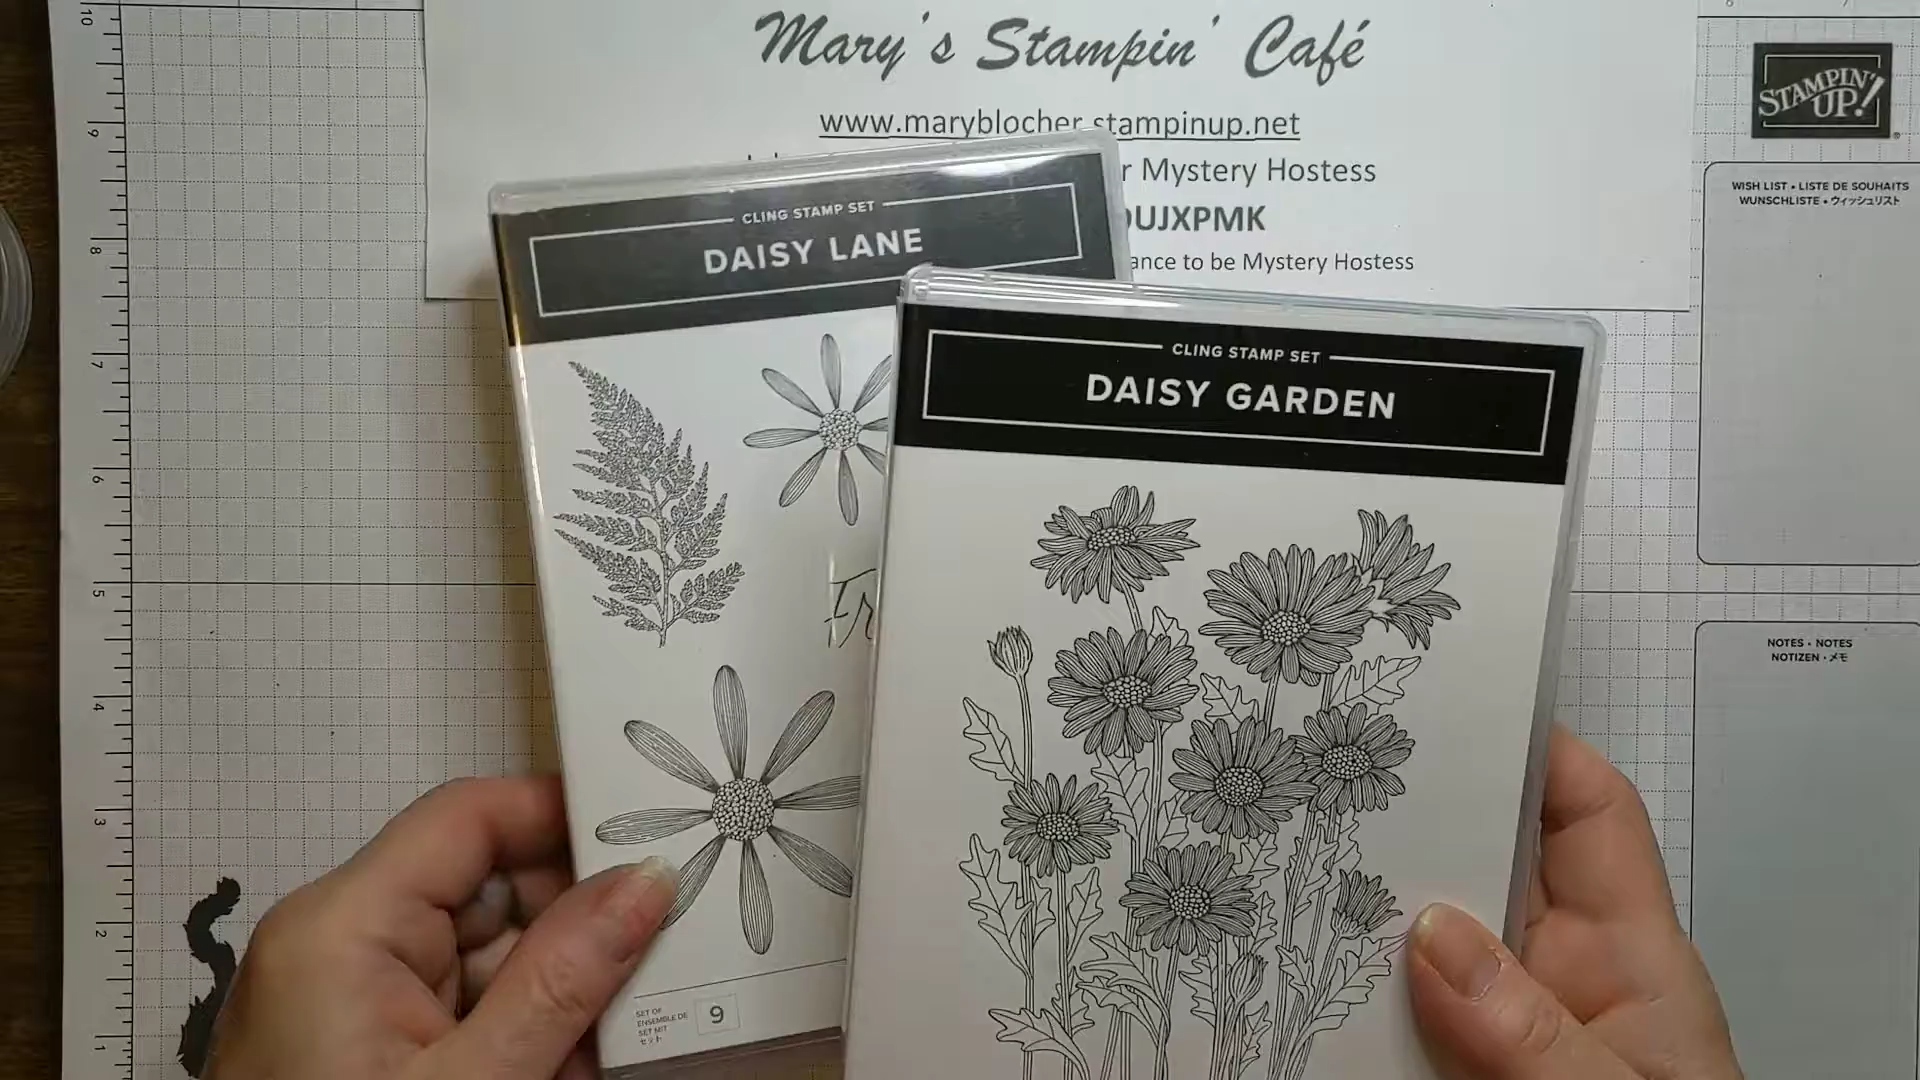 Mary's Stampin' Café
www.maryblocher.stampinup.net
Mystery Hostess
to be Mystery Hostess
STAMPIN' UP!
WISH LIST • LISTE DE SOUHAITS
WUNSCHLISTE • ウィッシュリスト
CLING STAMP SET
DAISY LANE
CLING STAMP SET
DAISY GARDEN
NOTES • NOTES
NOTIZEN • メモ
SET OF
ENSEMBLE DE
SET MIT
セット
9
10
9
8
7
6
5
4
3
2
1